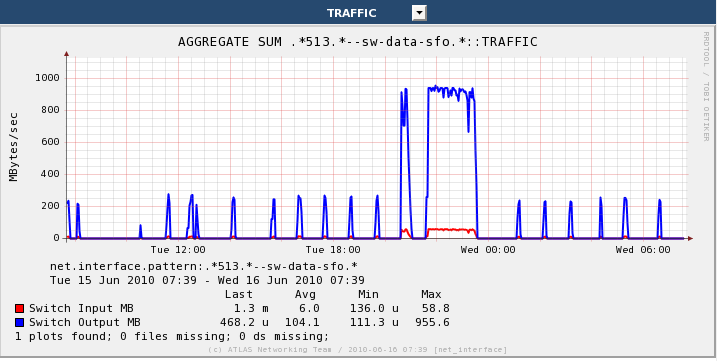 TRAFFIC
AGGREGATE SUM .*513.*--sw-data-sfo.*::TRAFFIC
RRDTOOL / TOBI OETIKER
MBytes/sec
1000
800
600
400
200
0
Tue 12:00 Tue 18:00 Wed 00:00 Wed 06:00
net.interface.pattern:.*513.*--sw-data-sfo.*
Tue 15 Jun 2010 07:39 - Wed 16 Jun 2010 07:39
Last Avg Min Max
Switch Input MB 1.3 m 6.0 136.0 u 58.8
Switch Output MB 468.2 u 104.1 111.3 u 955.6
1 plots found; 0 files missing; 0 ds missing;
(c) ATLAS Networking Team / 2010-06-16 07:39 [net_interface]